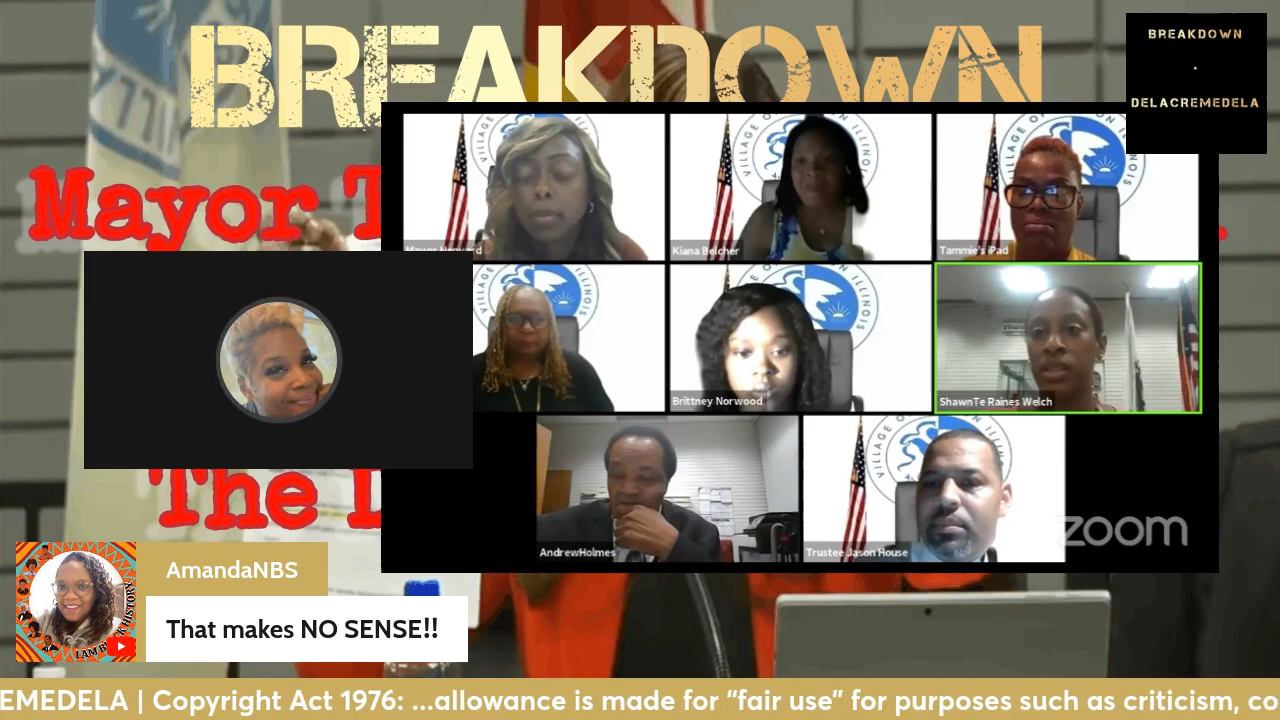 BREAKDOWN
BREAKDOWN
.
DELACREMEDELA
Mayor T
The
Mayor Henyard
Kiana Belcher
Tammie's iPad
Brittney Norwood
ShawnTe Raines Welch
AndrewHolmes
Trustee Jason House
zoom
AmandaNBS
That makes NO SENSE!!
EMEDELA | Copyright Act 1976: ...allowance is made for “fair use” for purposes such as criticism, co